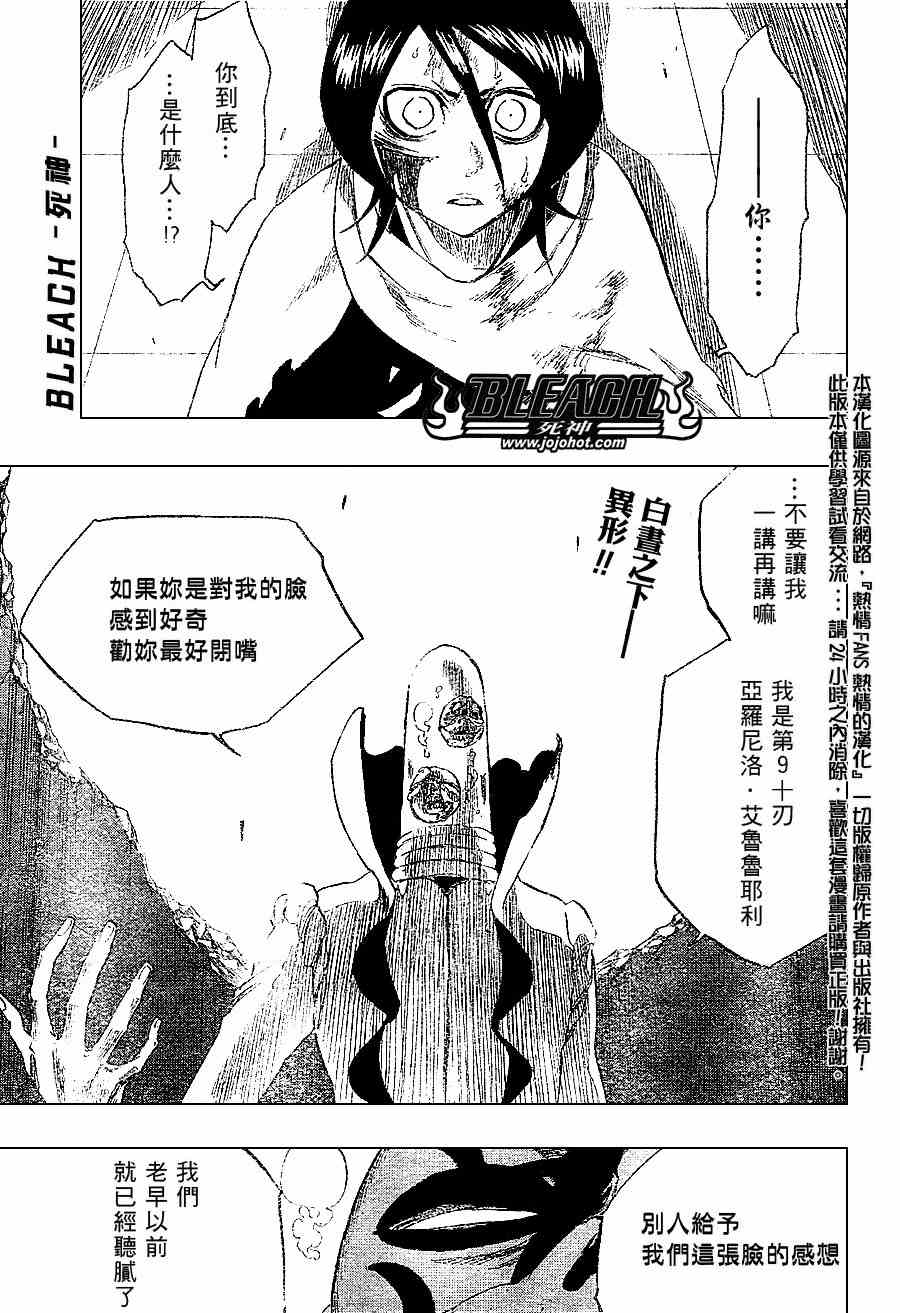 BLEACH -死神-
——你……
你到底…
…是什麼人…!?
BLEACH
死神
www.jojohot.com
本漢化圖源來自於網路．『熱情FANS 熱情的漢化』一切版權歸原作者與出版社擁有！
此版本僅供學習試看交流…請24小時之內消除，喜歡這套漫畫請購買正版!!謝謝。
…不要讓我
一講再講嘛
我是第9十刃
亞羅尼洛．艾魯魯耶利
白晝之下——
異形!!
如果妳是對我的臉
感到好奇
勸妳最好閉嘴
別人給予
我們這張臉的感想
我們
老早以前
就已經聽膩了